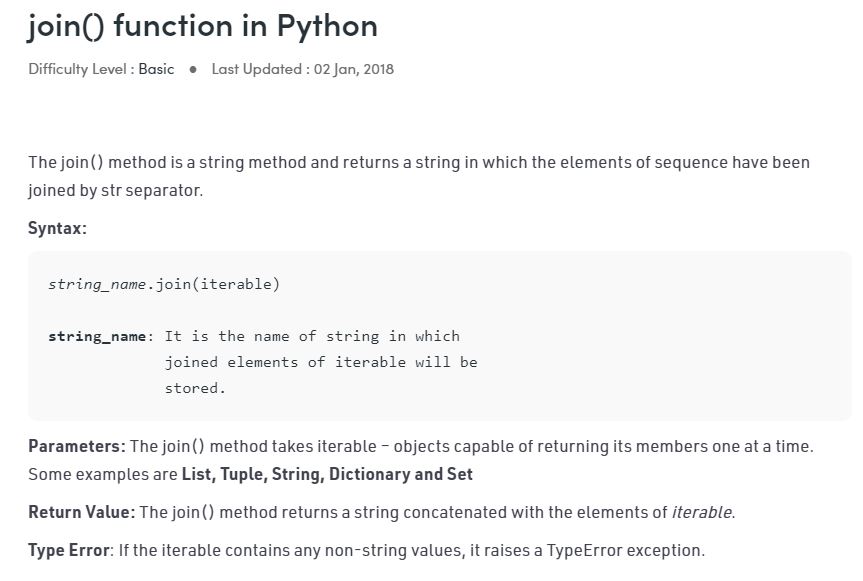 join() function in Python
Difficulty Level : Basic ● Last Updated : 02 Jan, 2018
The join() method is a string method and returns a string in which the elements of sequence have been
joined by str separator.
Syntax:
string_name.join(iterable)
string_name: It is the name of string in which
joined elements of iterable will be
stored.
Parameters: The join() method takes iterable – objects capable of returning its members one at a time.
Some examples are List, Tuple, String, Dictionary and Set
Return Value: The join() method returns a string concatenated with the elements of iterable.
Type Error: If the iterable contains any non-string values, it raises a TypeError exception.